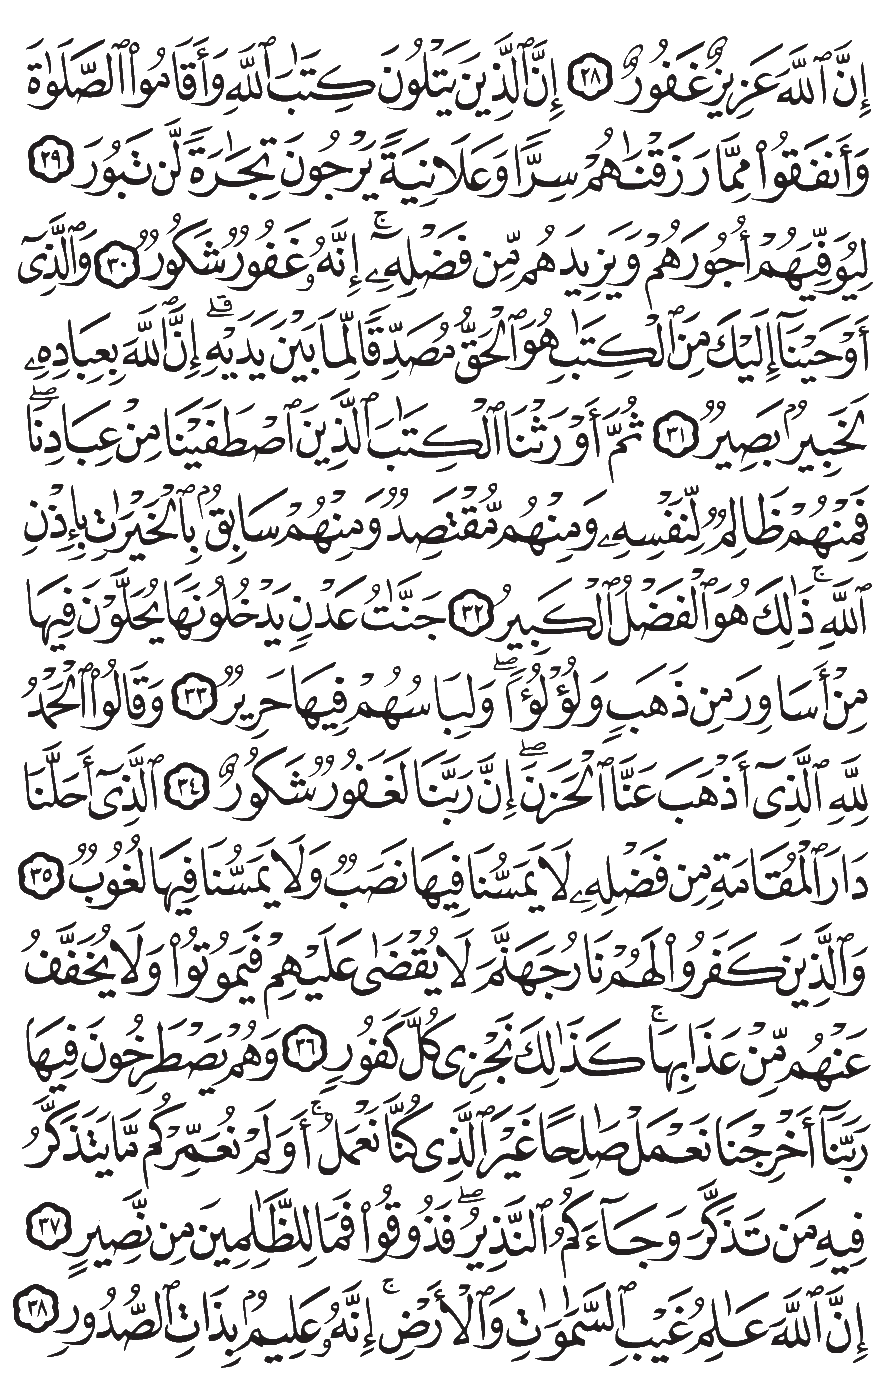 إِنَّ ٱللَّهَ عَزِيزٌ غَفُورٌ ٢٨ إِنَّ ٱلَّذِينَ يَتْلُونَ كِتَٰبَ ٱللَّهِ وَأَقَامُوا۟ ٱلصَّلَوٰةَ
وَأَنفَقُوا۟ مِمَّا رَزَقْنَٰهُمْ سِرًّا وَعَلَانِيَةً يَرْجُونَ تِجَٰرَةً لَّن تَبُورَ ٢٩
لِيُوَفِّيَهُمْ أُجُورَهُمْ وَيَزِيدَهُم مِّن فَضْلِهِۦٓ ۚ إِنَّهُۥ غَفُورٌ شَكُورٌ ٣٠ وَٱلَّذِىٓ
أَوْحَيْنَآ إِلَيْكَ مِنَ ٱلْكِتَٰبِ هُوَ ٱلْحَقُّ مُصَدِّقًا لِّمَا بَيْنَ يَدَيْهِ ۗ إِنَّ ٱللَّهَ بِعِبَادِهِۦ
لَخَبِيرٌۢ بَصِيرٌ ٣١ ثُمَّ أَوْرَثْنَا ٱلْكِتَٰبَ ٱلَّذِينَ ٱصْطَفَيْنَا مِنْ عِبَادِنَا ۖ
فَمِنْهُمْ ظَالِمٌ لِّنَفْسِهِۦ وَمِنْهُم مُّقْتَصِدٌ وَمِنْهُمْ سَابِقٌۢ بِٱلْخَيْرَٰتِ بِإِذْنِ
ٱللَّهِ ۚ ذَٰلِكَ هُوَ ٱلْفَضْلُ ٱلْكَبِيرُ ٣٢ جَنَّٰتُ عَدْنٍ يَدْخُلُونَهَا يُحَلَّوْنَ فِيهَا
مِنْ أَسَاوِرَ مِن ذَهَبٍ وَلُؤْلُؤًا ۖ وَلِبَاسُهُمْ فِيهَا حَرِيرٌ ٣٣ وَقَالُوا۟ ٱلْحَمْدُ
لِلَّهِ ٱلَّذِىٓ أَذْهَبَ عَنَّا ٱلْحَزَنَ ۖ إِنَّ رَبَّنَا لَغَفُورٌ شَكُورٌ ٣٤ ٱلَّذِىٓ أَحَلَّنَا
دَارَ ٱلْمُقَامَةِ مِن فَضْلِهِۦ لَا يَمَسُّنَا فِيهَا نَصَبٌ وَلَا يَمَسُّنَا فِيهَا لُغُوبٌ ٣٥
وَٱلَّذِينَ كَفَرُوا۟ لَهُمْ نَارُ جَهَنَّمَ لَا يُقْضَىٰ عَلَيْهِمْ فَيَمُوتُوا۟ وَلَا يُخَفَّفُ
عَنْهُم مِّنْ عَذَابِهَا ۚ كَذَٰلِكَ نَجْزِى كُلَّ كَفُورٍ ٣٦ وَهُمْ يَصْطَرِخُونَ فِيهَا
رَبَّنَآ أَخْرِجْنَا نَعْمَلْ صَٰلِحًا غَيْرَ ٱلَّذِى كُنَّا نَعْمَلُ ۚ أَوَلَمْ نُعَمِّرْكُم مَّا يَتَذَكَّرُ
فِيهِ مَن تَذَكَّرَ وَجَآءَكُمُ ٱلنَّذِيرُ ۖ فَذُوقُوا۟ فَمَا لِلظَّٰلِمِينَ مِن نَّصِيرٍ ٣٧
إِنَّ ٱللَّهَ عَٰلِمُ غَيْبِ ٱلسَّمَٰوَٰتِ وَٱلْأَرْضِ ۚ إِنَّهُۥ عَلِيمٌۢ بِذَاتِ ٱلصُّدُورِ ٣٨